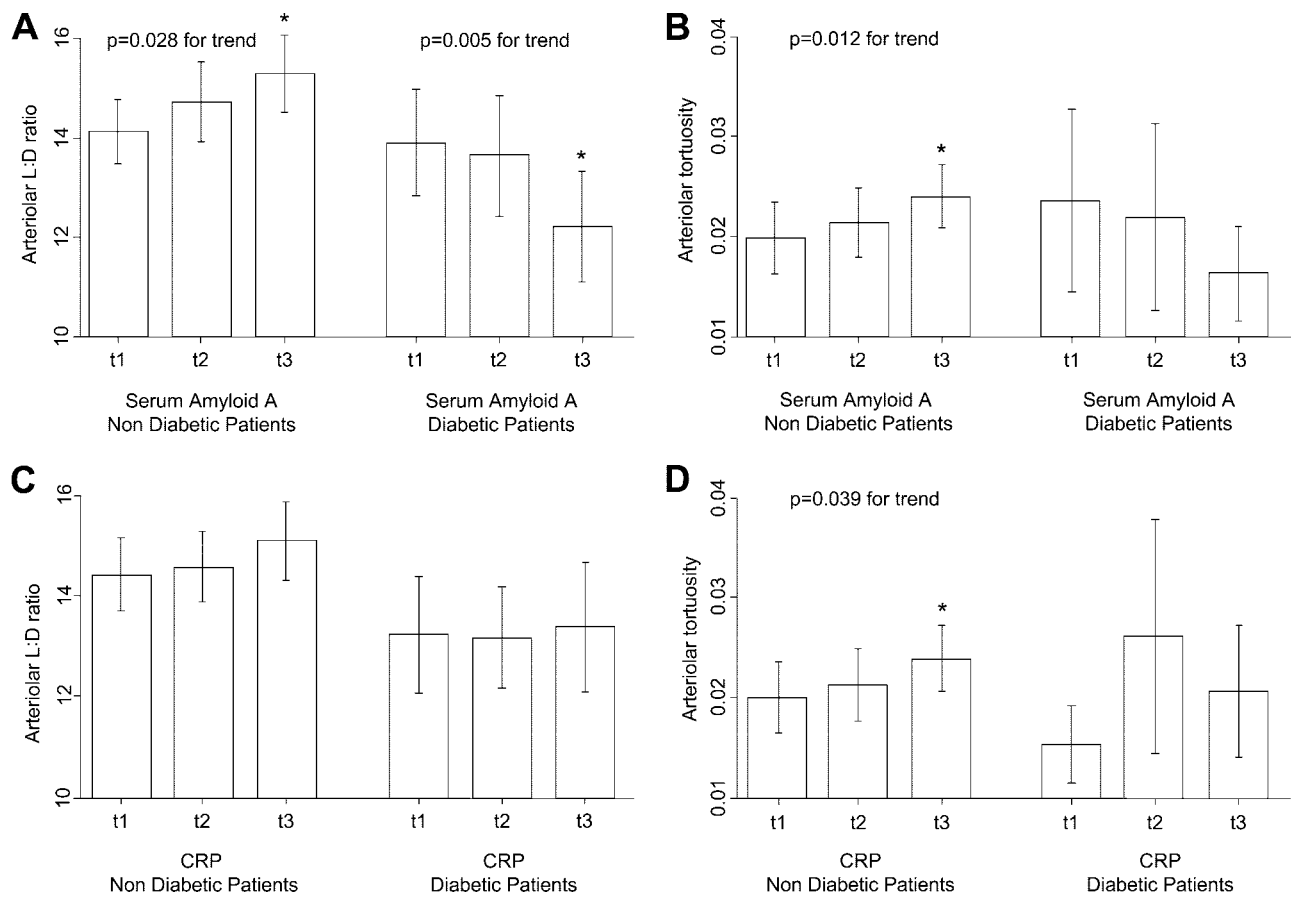 A
p=0.028 for trend
*
p=0.005 for trend
*
Arteriolar L:D ratio
16
14
12
10
t1
t2
t3
t1
t2
t3
Serum Amyloid A
Non Diabetic Patients
Serum Amyloid A
Diabetic Patients
B
p=0.012 for trend
*
Arteriolar tortuosity
0.04
0.03
0.02
0.01
t1
t2
t3
t1
t2
t3
Serum Amyloid A
Non Diabetic Patients
Serum Amyloid A
Diabetic Patients
C
Arteriolar L:D ratio
16
14
12
10
t1
t2
t3
t1
t2
t3
CRP
Non Diabetic Patients
CRP
Diabetic Patients
D
p=0.039 for trend
*
Arteriolar tortuosity
0.04
0.03
0.02
0.01
t1
t2
t3
t1
t2
t3
CRP
Non Diabetic Patients
CRP
Diabetic Patients